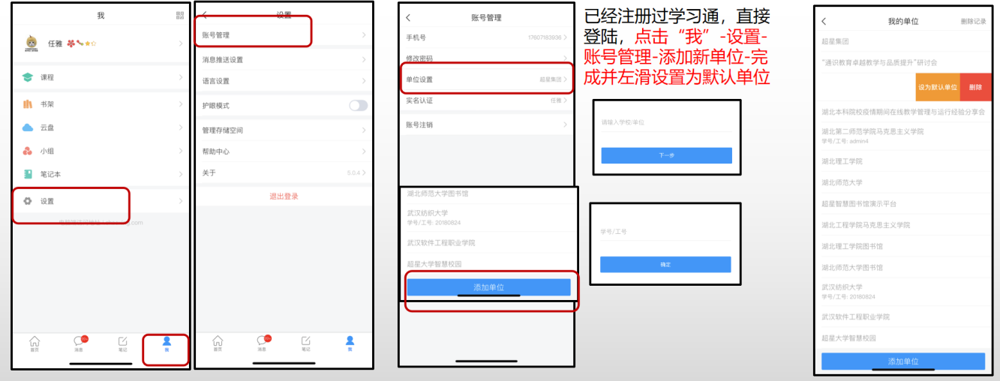 我
任雅
课程
书架
云盘
小组
笔记本
设置
首页
消息
笔记
我
设置
账号管理
消息推送设置
语言设置
护眼模式
管理存储空间
帮助中心
关于
5.0.4
退出登录
首页
消息
笔记
我
账号管理
手机号
17607183936
修改密码
单位设置
超星集团
实名认证
任雅
账号注销
湖北师范大学图书馆
武汉纺织大学
学号/工号: 20180824
武汉软件工程职业学院
超星大学智慧校园
添加单位
已经注册过学习通，直接
登陆，点击“我”-设置-
账号管理-添加新单位-完
成并左滑设置为默认单位
请输入学校/单位
下一步
学号/工号
确定
我的单位
删除记录
超星集团
“通识教育卓越教学与品质提升”研讨会
设为默认单位
删除
湖北本科院校疫情期间在线教学管理与运行经验分享会
湖北第二师范学院马克思主义学院
学号/工号: admin4
湖北理工学院
湖北师范大学
超星智慧图书馆演示平台
湖北工程学院马克思主义学院
湖北理工学院图书馆
湖北师范大学图书馆
武汉纺织大学
学号/工号: 20180824
武汉软件工程职业学院
超星大学智慧校园
添加单位